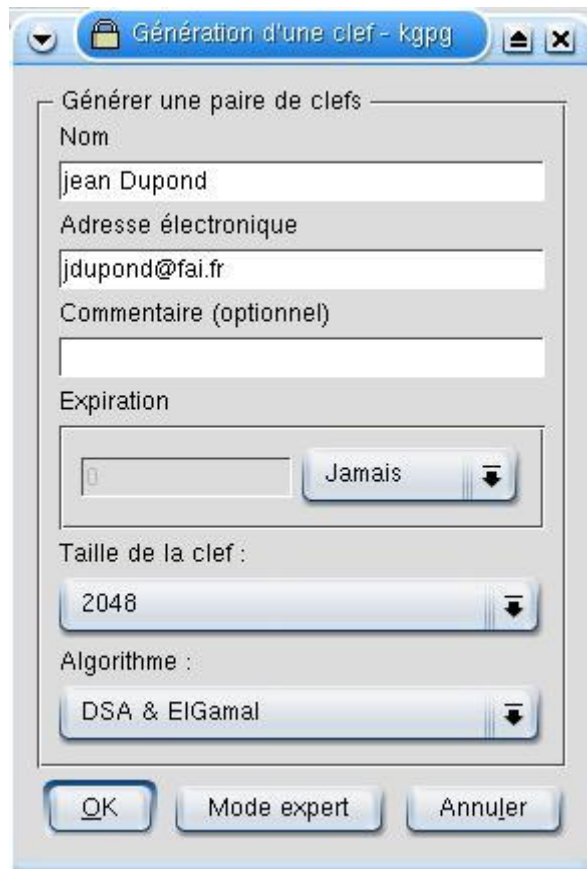 Génération d'une clef - kgpg
Générer une paire de clefs
Nom
jean Dupond
Adresse électronique
jdupond@fai.fr
Commentaire (optionnel)
Expiration
0 Jamais
Taille de la clef :
2048
Algorithme :
DSA & ElGamal
OK Mode expert Annuler